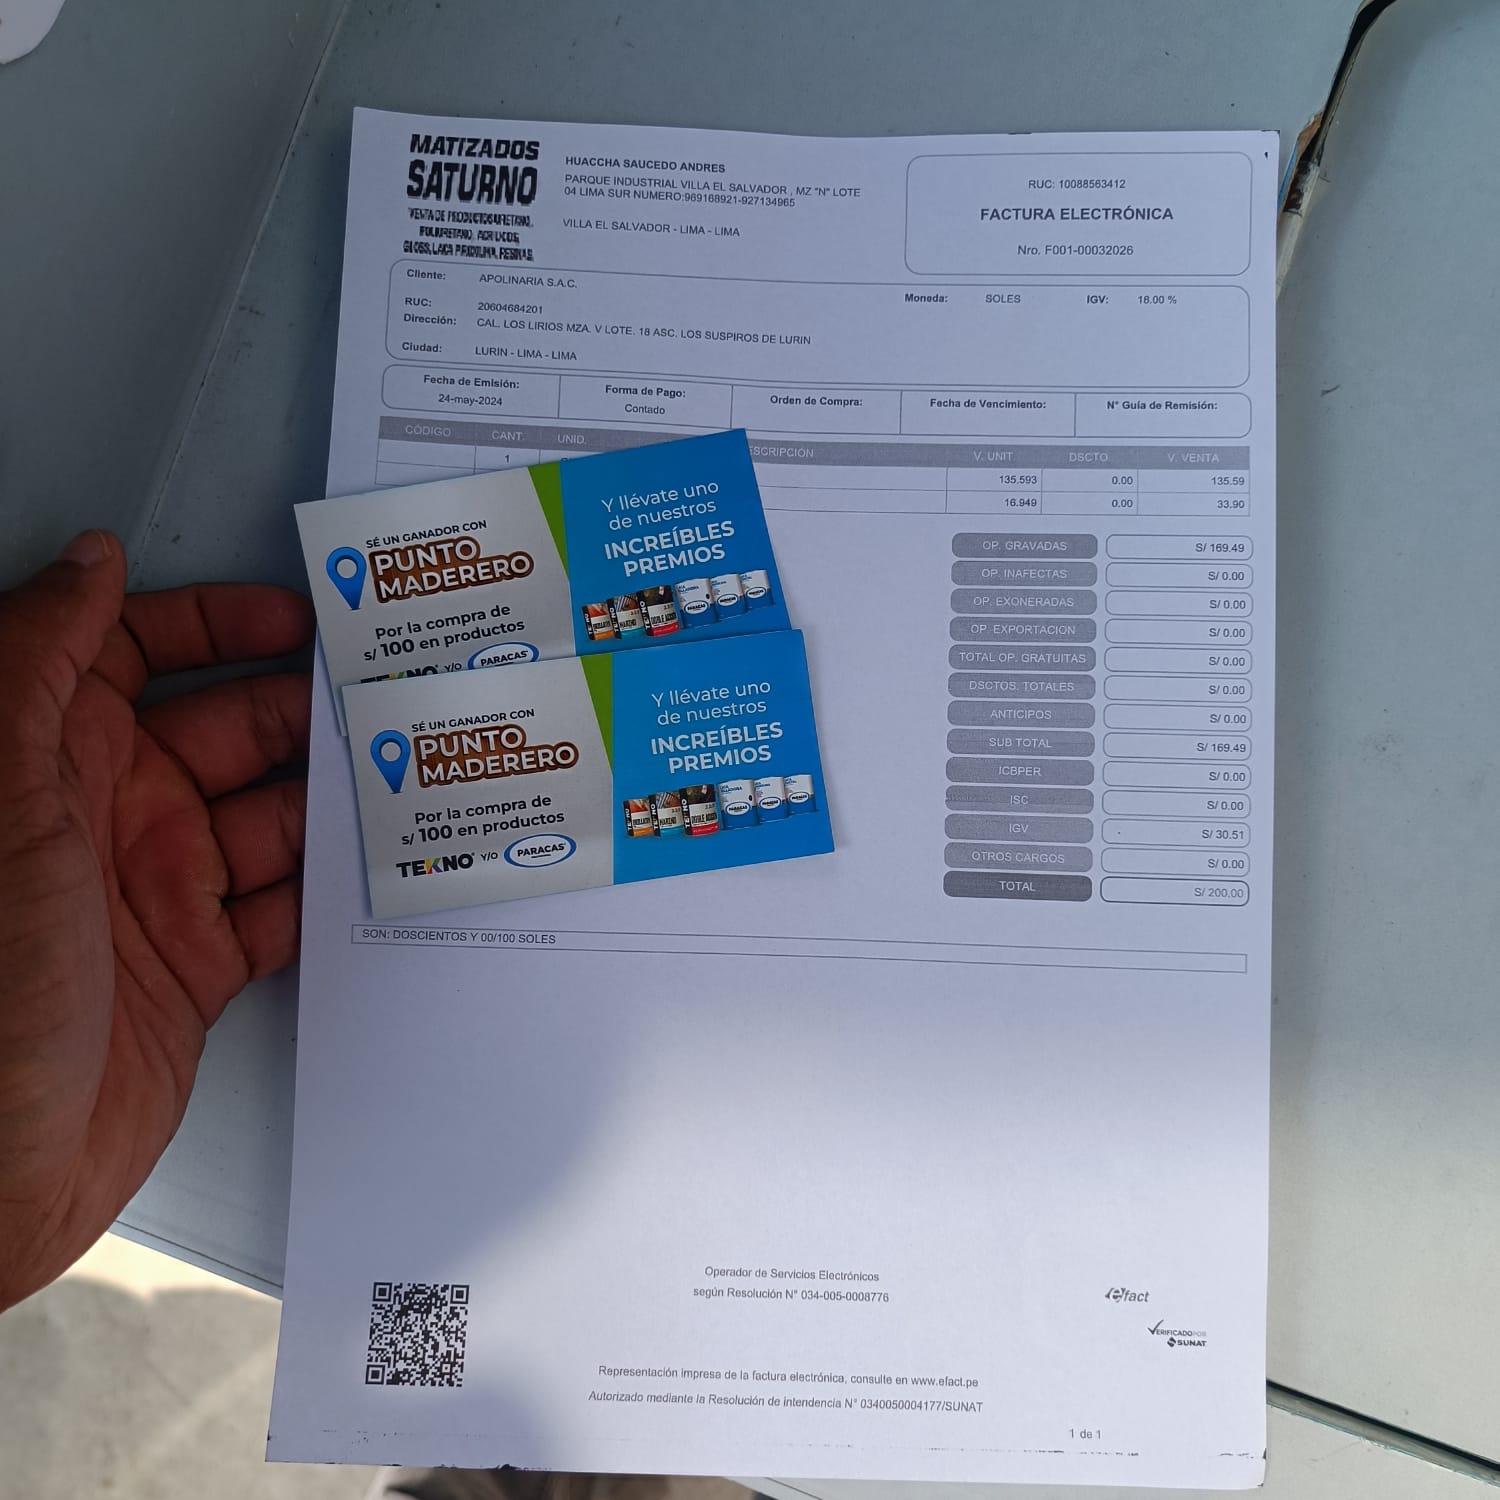 MATIZADOS
SATURNO
VENTA DE PRODUCTOS URETANO,
POLIURETANO, ACRILICOS,
GLOSS, LACA PIROXILINA, RESINAS.
HUACCHA SAUCEDO ANDRES
PARQUE INDUSTRIAL VILLA EL SALVADOR , MZ "N" LOTE
04 LIMA SUR NUMERO:969168921-927134965
VILLA EL SALVADOR - LIMA - LIMA
RUC: 10088563412
FACTURA ELECTRÓNICA
Nro. F001-00032026
Cliente: APOLINARIA S.A.C.
RUC: 20604684201
Dirección: CAL. LOS LIRIOS MZA. V LOTE. 18 ASC. LOS SUSPIROS DE LURIN
Ciudad: LURIN - LIMA - LIMA
Moneda: SOLES IGV: 18.00 %
Fecha de Emisión: Forma de Pago: Orden de Compra: Fecha de Vencimiento: N° Guía de Remisión:
24-may-2024 Contado
CÓDIGO CANT. UNID. ESCRIPCIÓN V. UNIT DSCTO. V. VENTA
1 135.593 0.00 135.59
16.949 0.00 33.90
OP. GRAVADAS S/ 169.49
OP. INAFECTAS S/ 0.00
OP. EXONERADAS S/ 0.00
OP. EXPORTACION S/ 0.00
TOTAL OP. GRATUITAS S/ 0.00
DSCTOS. TOTALES S/ 0.00
ANTICIPOS S/ 0.00
SUB TOTAL S/ 169.49
ICBPER S/ 0.00
ISC S/ 0.00
IGV S/ 30.51
OTROS CARGOS S/ 0.00
TOTAL S/ 200.00
SÉ UN GANADOR CON
PUNTO
MADERERO
Por la compra de
s/ 100 en productos
TEKNO Y/O PARACAS
Y llévate uno
de nuestros
INCREÍBLES
PREMIOS
SÉ UN GANADOR CON
PUNTO
MADERERO
Por la compra de
s/ 100 en productos
TEKNO Y/O PARACAS
Y llévate uno
de nuestros
INCREÍBLES
PREMIOS
SON: DOSCIENTOS Y 00/100 SOLES
Operador de Servicios Electrónicos
según Resolución N° 034-005-0008776
efact
VERIFICADO POR
SUNAT
Representación impresa de la factura electrónica, consulte en www.efact.pe
Autorizado mediante la Resolución de intendencia N° 0340050004177/SUNAT
1 de 1